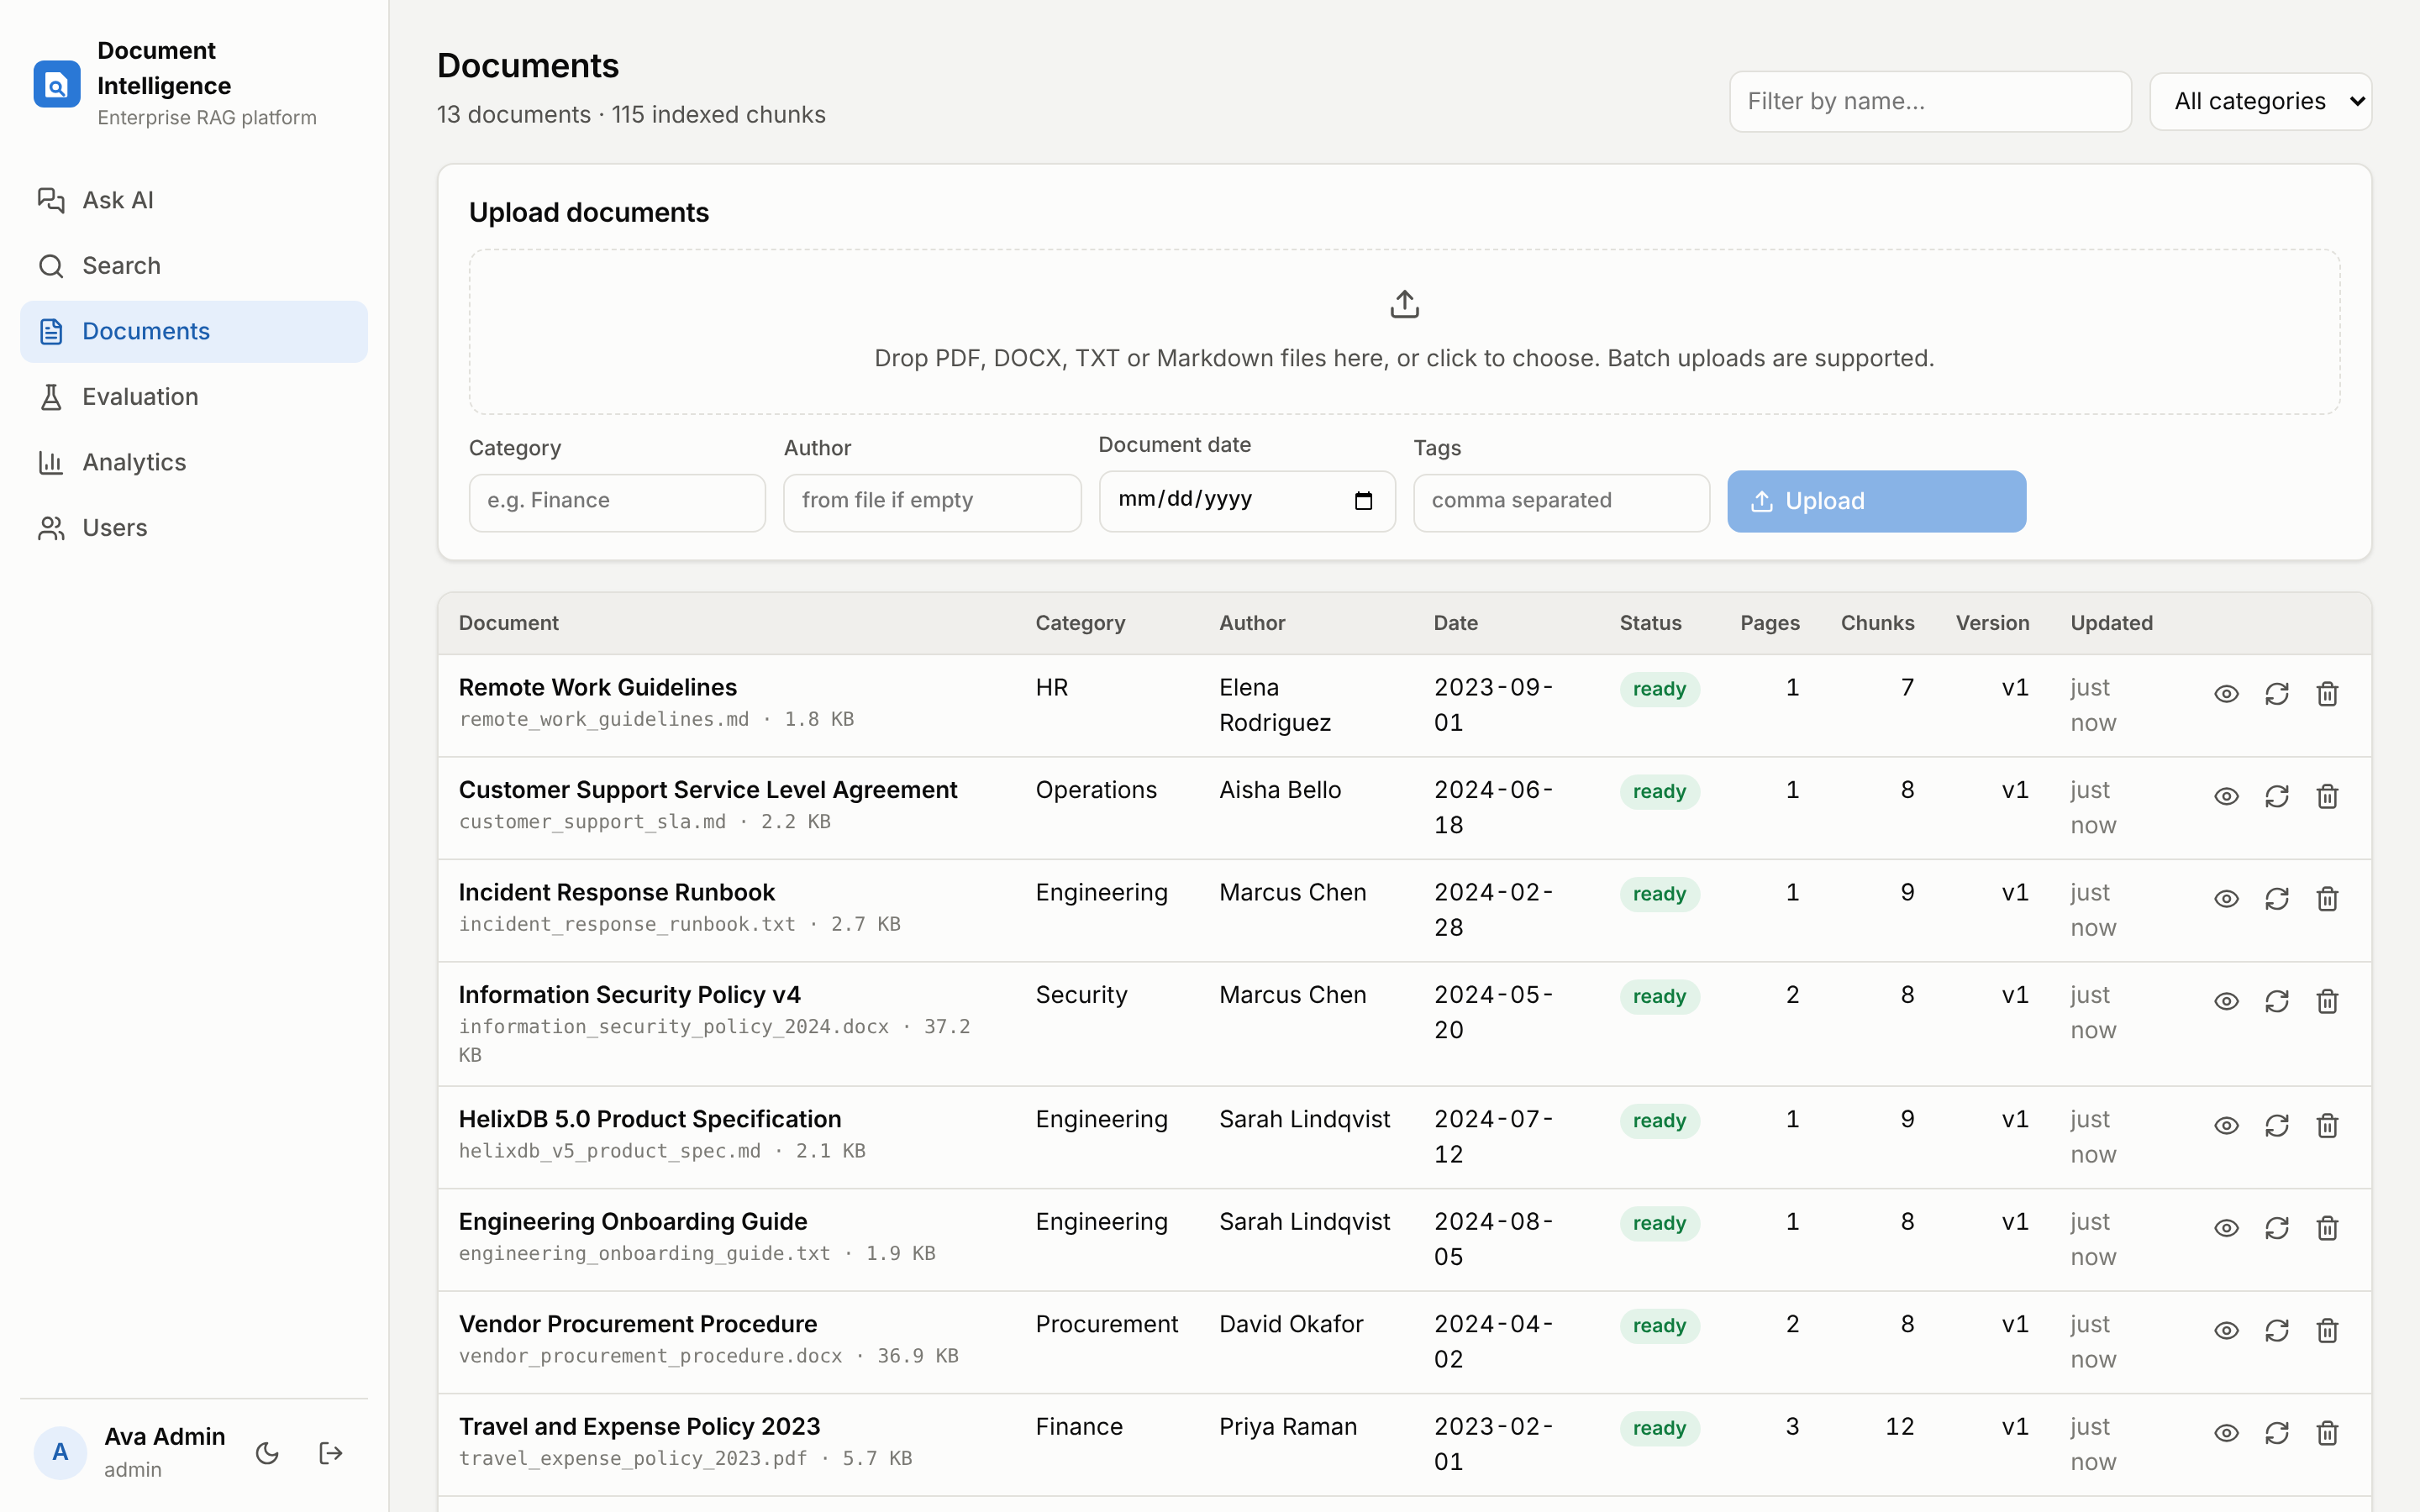 Document
Intelligence
Enterprise RAG platform
Ask AI
Search
Documents
Evaluation
Analytics
Users
A
Ava Admin
admin
Documents
13 documents · 115 indexed chunks
Filter by name...
All categories
Upload documents
Drop PDF, DOCX, TXT or Markdown files here, or click to choose. Batch uploads are supported.
Category
Author
Document date
Tags
e.g. Finance
from file if empty
mm/dd/yyyy
comma separated
Upload
Document Category Author Date Status Pages Chunks Version Updated
Remote Work Guidelines HR Elena 2023-09- ready 1 7 v1 just
remote_work_guidelines.md · 1.8 KB Rodriguez 01 now
Customer Support Service Level Agreement Operations Aisha Bello 2024-06- ready 1 8 v1 just
customer_support_sla.md · 2.2 KB 18 now
Incident Response Runbook Engineering Marcus Chen 2024-02- ready 1 9 v1 just
incident_response_runbook.txt · 2.7 KB 28 now
Information Security Policy v4 Security Marcus Chen 2024-05- ready 2 8 v1 just
information_security_policy_2024.docx · 37.2 20 now
KB
HelixDB 5.0 Product Specification Engineering Sarah Lindqvist 2024-07- ready 1 9 v1 just
helixdb_v5_product_spec.md · 2.1 KB 12 now
Engineering Onboarding Guide Engineering Sarah Lindqvist 2024-08- ready 1 8 v1 just
engineering_onboarding_guide.txt · 1.9 KB 05 now
Vendor Procurement Procedure Procurement David Okafor 2024-04- ready 2 8 v1 just
vendor_procurement_procedure.docx · 36.9 KB 02 now
Travel and Expense Policy 2023 Finance Priya Raman 2023-02- ready 3 12 v1 just
travel_expense_policy_2023.pdf · 5.7 KB 01 now